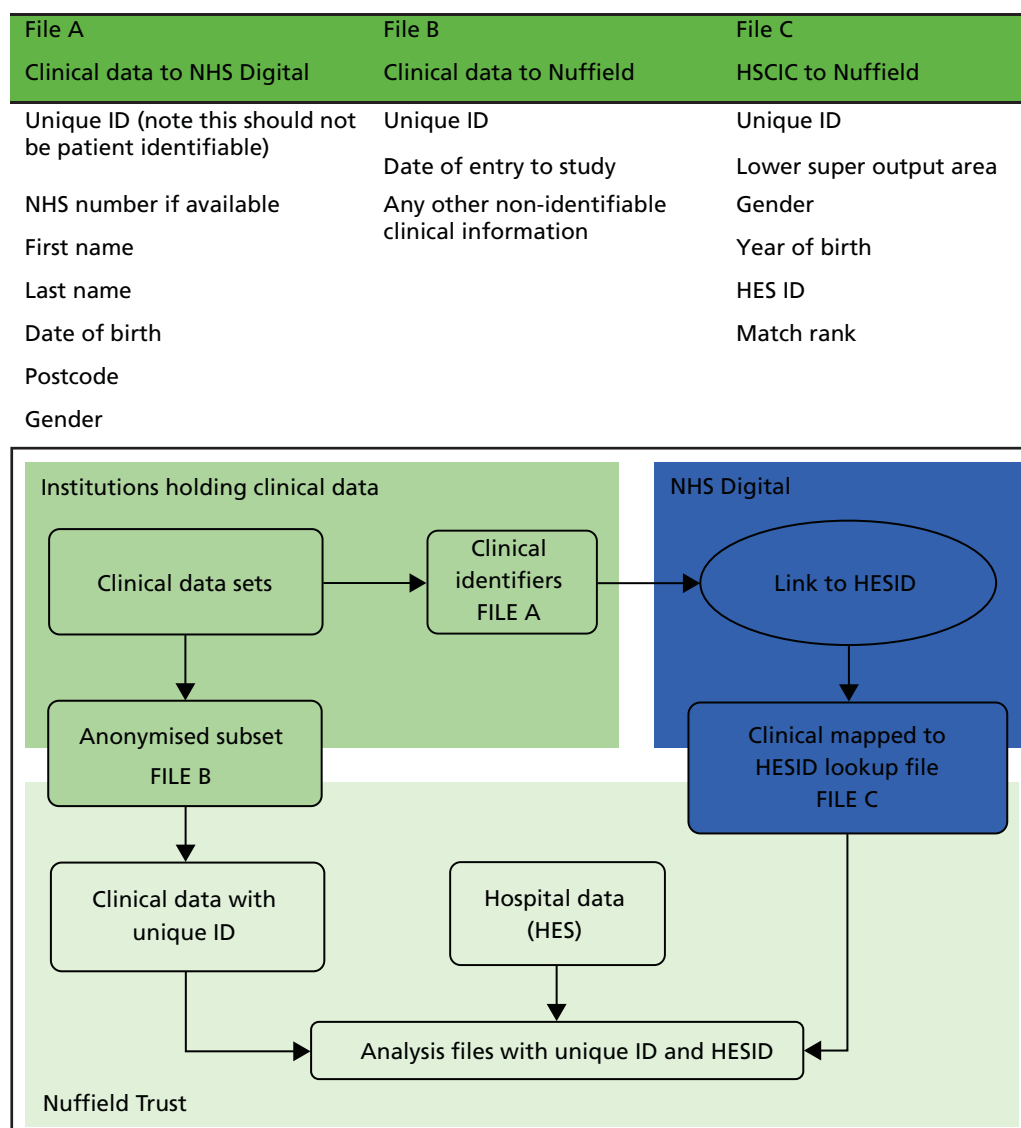 File A
Clinical data to NHS Digital
File B
Clinical data to Nuffield
File C
HSCIC to Nuffield
Unique ID (note this should not
be patient identifiable)
NHS number if available
First name
Last name
Date of birth
Postcode
Gender
Unique ID
Date of entry to study
Any other non-identifiable
clinical information
Unique ID
Lower super output area
Gender
Year of birth
HES ID
Match rank
Institutions holding clinical data
NHS Digital
Clinical data sets
Clinical
identifiers
FILE A
Link to HESID
Anonymised subset
FILE B
Clinical mapped to
HESID lookup file
FILE C
Clinical data with
unique ID
Hospital data
(HES)
Analysis files with unique ID and HESID
Nuffield Trust